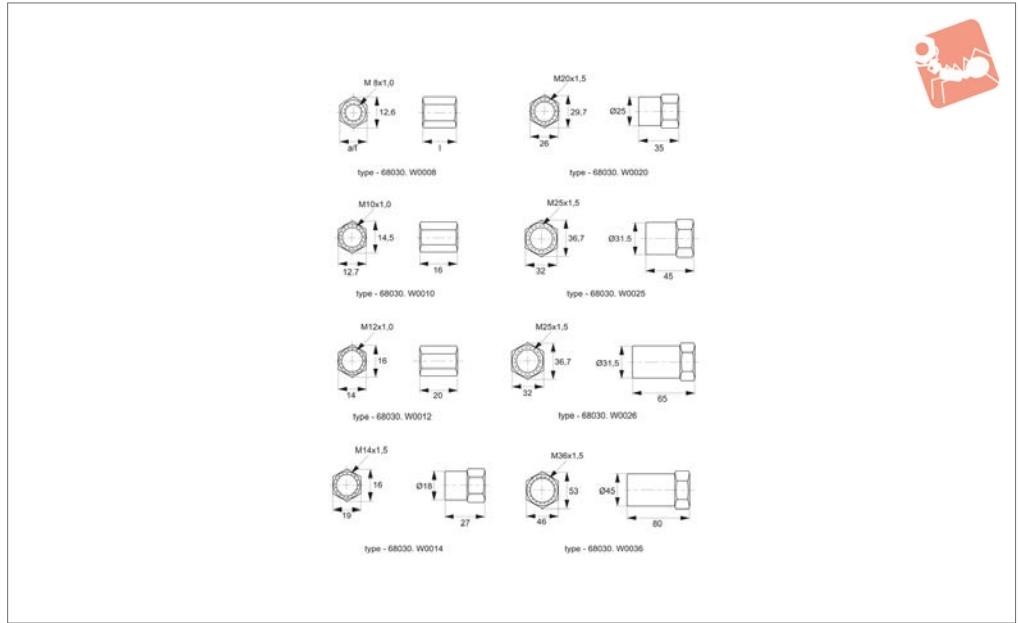 M 8x1,0
12,6
a/f
l
type - 68030. W0008
M20x1,5
29,7
Ø25
26
35
type - 68030. W0020
M10x1,0
14,5
12,7
16
type - 68030. W0010
M25x1,5
36,7
Ø31,5
32
45
type - 68030. W0025
M12x1,0
16
14
20
type - 68030. W0012
M25x1,5
36,7
Ø31,5
32
65
type - 68030. W0026
M14x1,5
16
Ø18
19
27
type - 68030. W0014
M36x1,5
53
Ø45
46
80
type - 68030. W0036